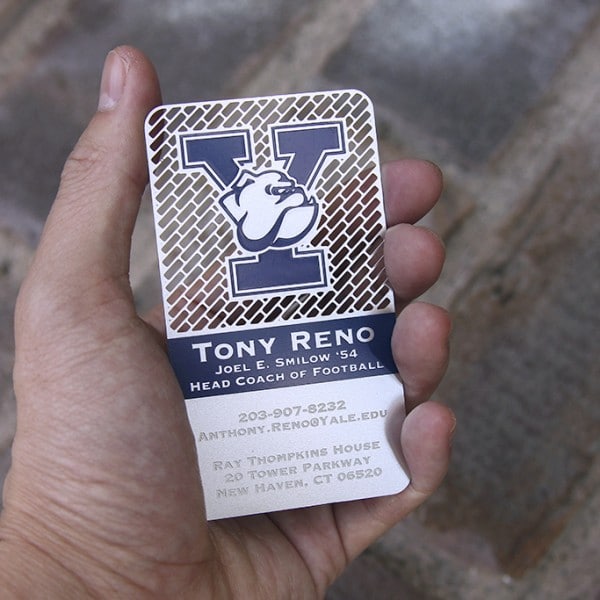 Y
TONY RENO
JOEL E. SMILOW '54
HEAD COACH OF FOOTBALL
203-907-8232
ANTHONY.RENO@YALE.EDU
RAY THOMPKINS HOUSE
20 TOWER PARKWAY
NEW HAVEN, CT 06520